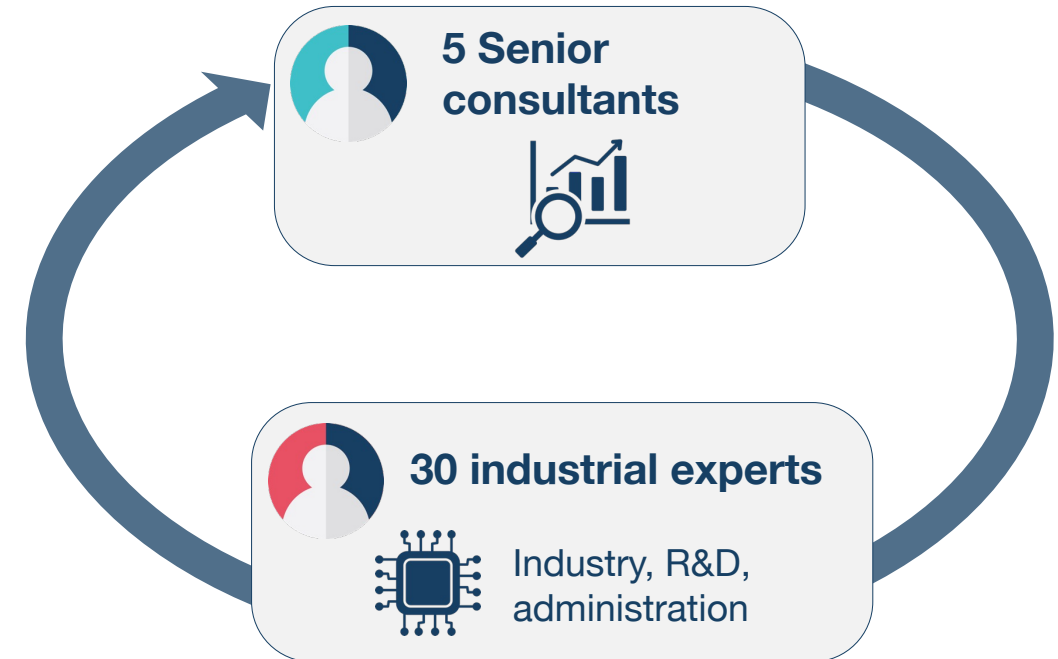 5 Senior
consultants
30 industrial experts
Industry, R&D,
administration